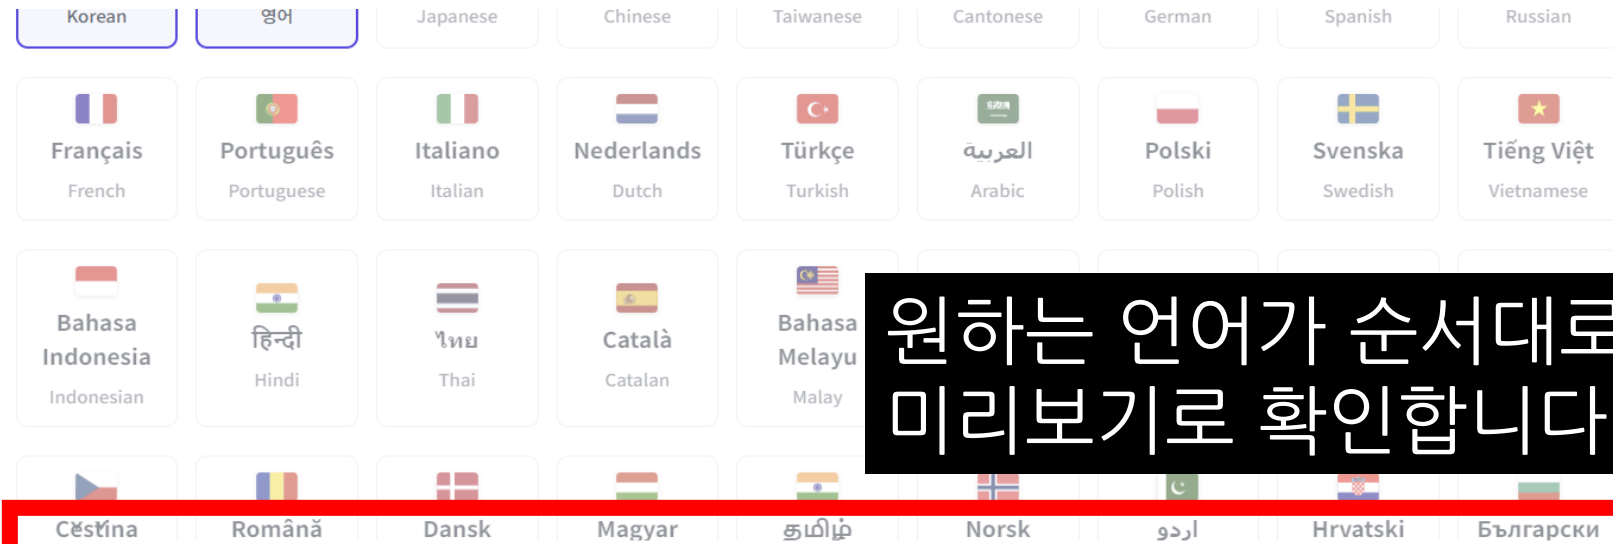 Korean
영어
Japanese
Chinese
Taiwanese
Cantonese
German
Spanish
Russian
Français
French
Português
Portuguese
Italiano
Italian
Nederlands
Dutch
Türkçe
Turkish
العربية
Arabic
Polski
Polish
Svenska
Swedish
Tiếng Việt
Vietnamese
Bahasa
Indonesia
Indonesian
हिन्दी
Hindi
ไทย
Thai
Català
Catalan
Bahasa
Melayu
Malay
원하는 언어가 순서대로
미리보기로 확인합니다
Čeština
Română
Dansk
Magyar
தமிழ்
Norsk
اردو
Hrvatski
Български